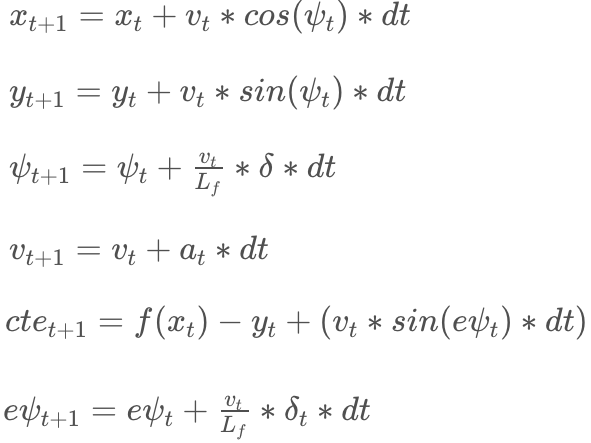 x_{t+1} = x_t + v_t * cos(ψ_t) * dt
y_{t+1} = y_t + v_t * sin(ψ_t) * dt
ψ_{t+1} = ψ_t + \frac{v_t}{L_f} * δ * dt
v_{t+1} = v_t + a_t * dt
cte_{t+1} = f(x_t) − y_t + (v_t * sin(eψ_t) * dt)
eψ_{t+1} = eψ_t + \frac{v_t}{L_f} * δ_t * dt